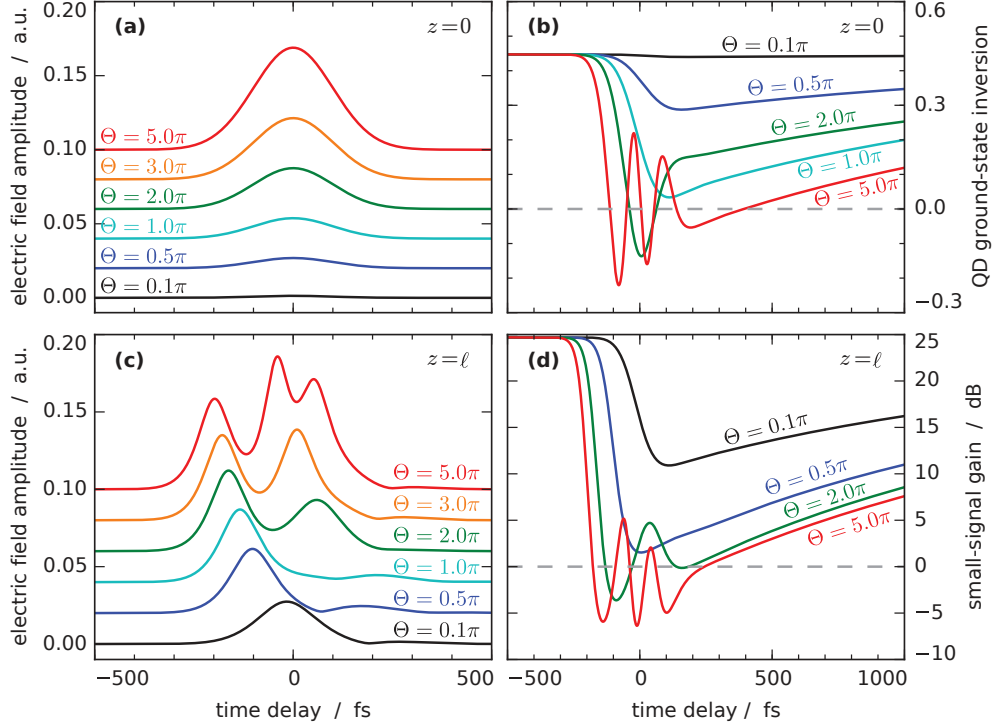 (a)
z=0
electric field amplitude / a.u.
0.20
0.15
0.10
0.05
0.00
Θ = 5.0π
Θ = 3.0π
Θ = 2.0π
Θ = 1.0π
Θ = 0.5π
Θ = 0.1π
(b)
z=0
Θ = 0.1π
Θ = 0.5π
Θ = 2.0π
Θ = 1.0π
Θ = 5.0π
0.6
0.3
0.0
−0.3
QD ground-state inversion
(c)
z=ℓ
electric field amplitude / a.u.
0.20
0.15
0.10
0.05
0.00
Θ = 5.0π
Θ = 3.0π
Θ = 2.0π
Θ = 1.0π
Θ = 0.5π
Θ = 0.1π
−500
0
500
time delay / fs
(d)
z=ℓ
Θ = 0.1π
Θ = 0.5π
Θ = 2.0π
Θ = 5.0π
25
20
15
10
5
0
−5
−10
small-signal gain / dB
−500
0
500
1000
time delay / fs